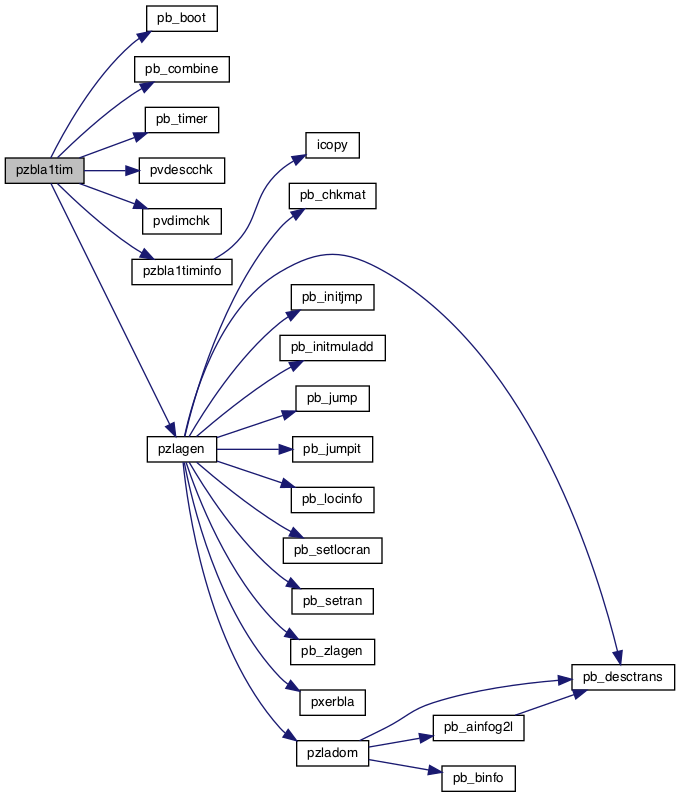 pb_boot
pb_combine
pb_timer
icopy
pzbla1tim
pvdescchk
pb_chkmat
pvdimchk
pzbla1timinfo
pb_initjmp
pb_initmuladd
pb_jump
pzlagen
pb_jumpit
pb_locinfo
pb_setlocran
pb_setran
pb_zlagen
pb_desctrans
pxerbla
pb_ainfog2l
pzladom
pb_binfo